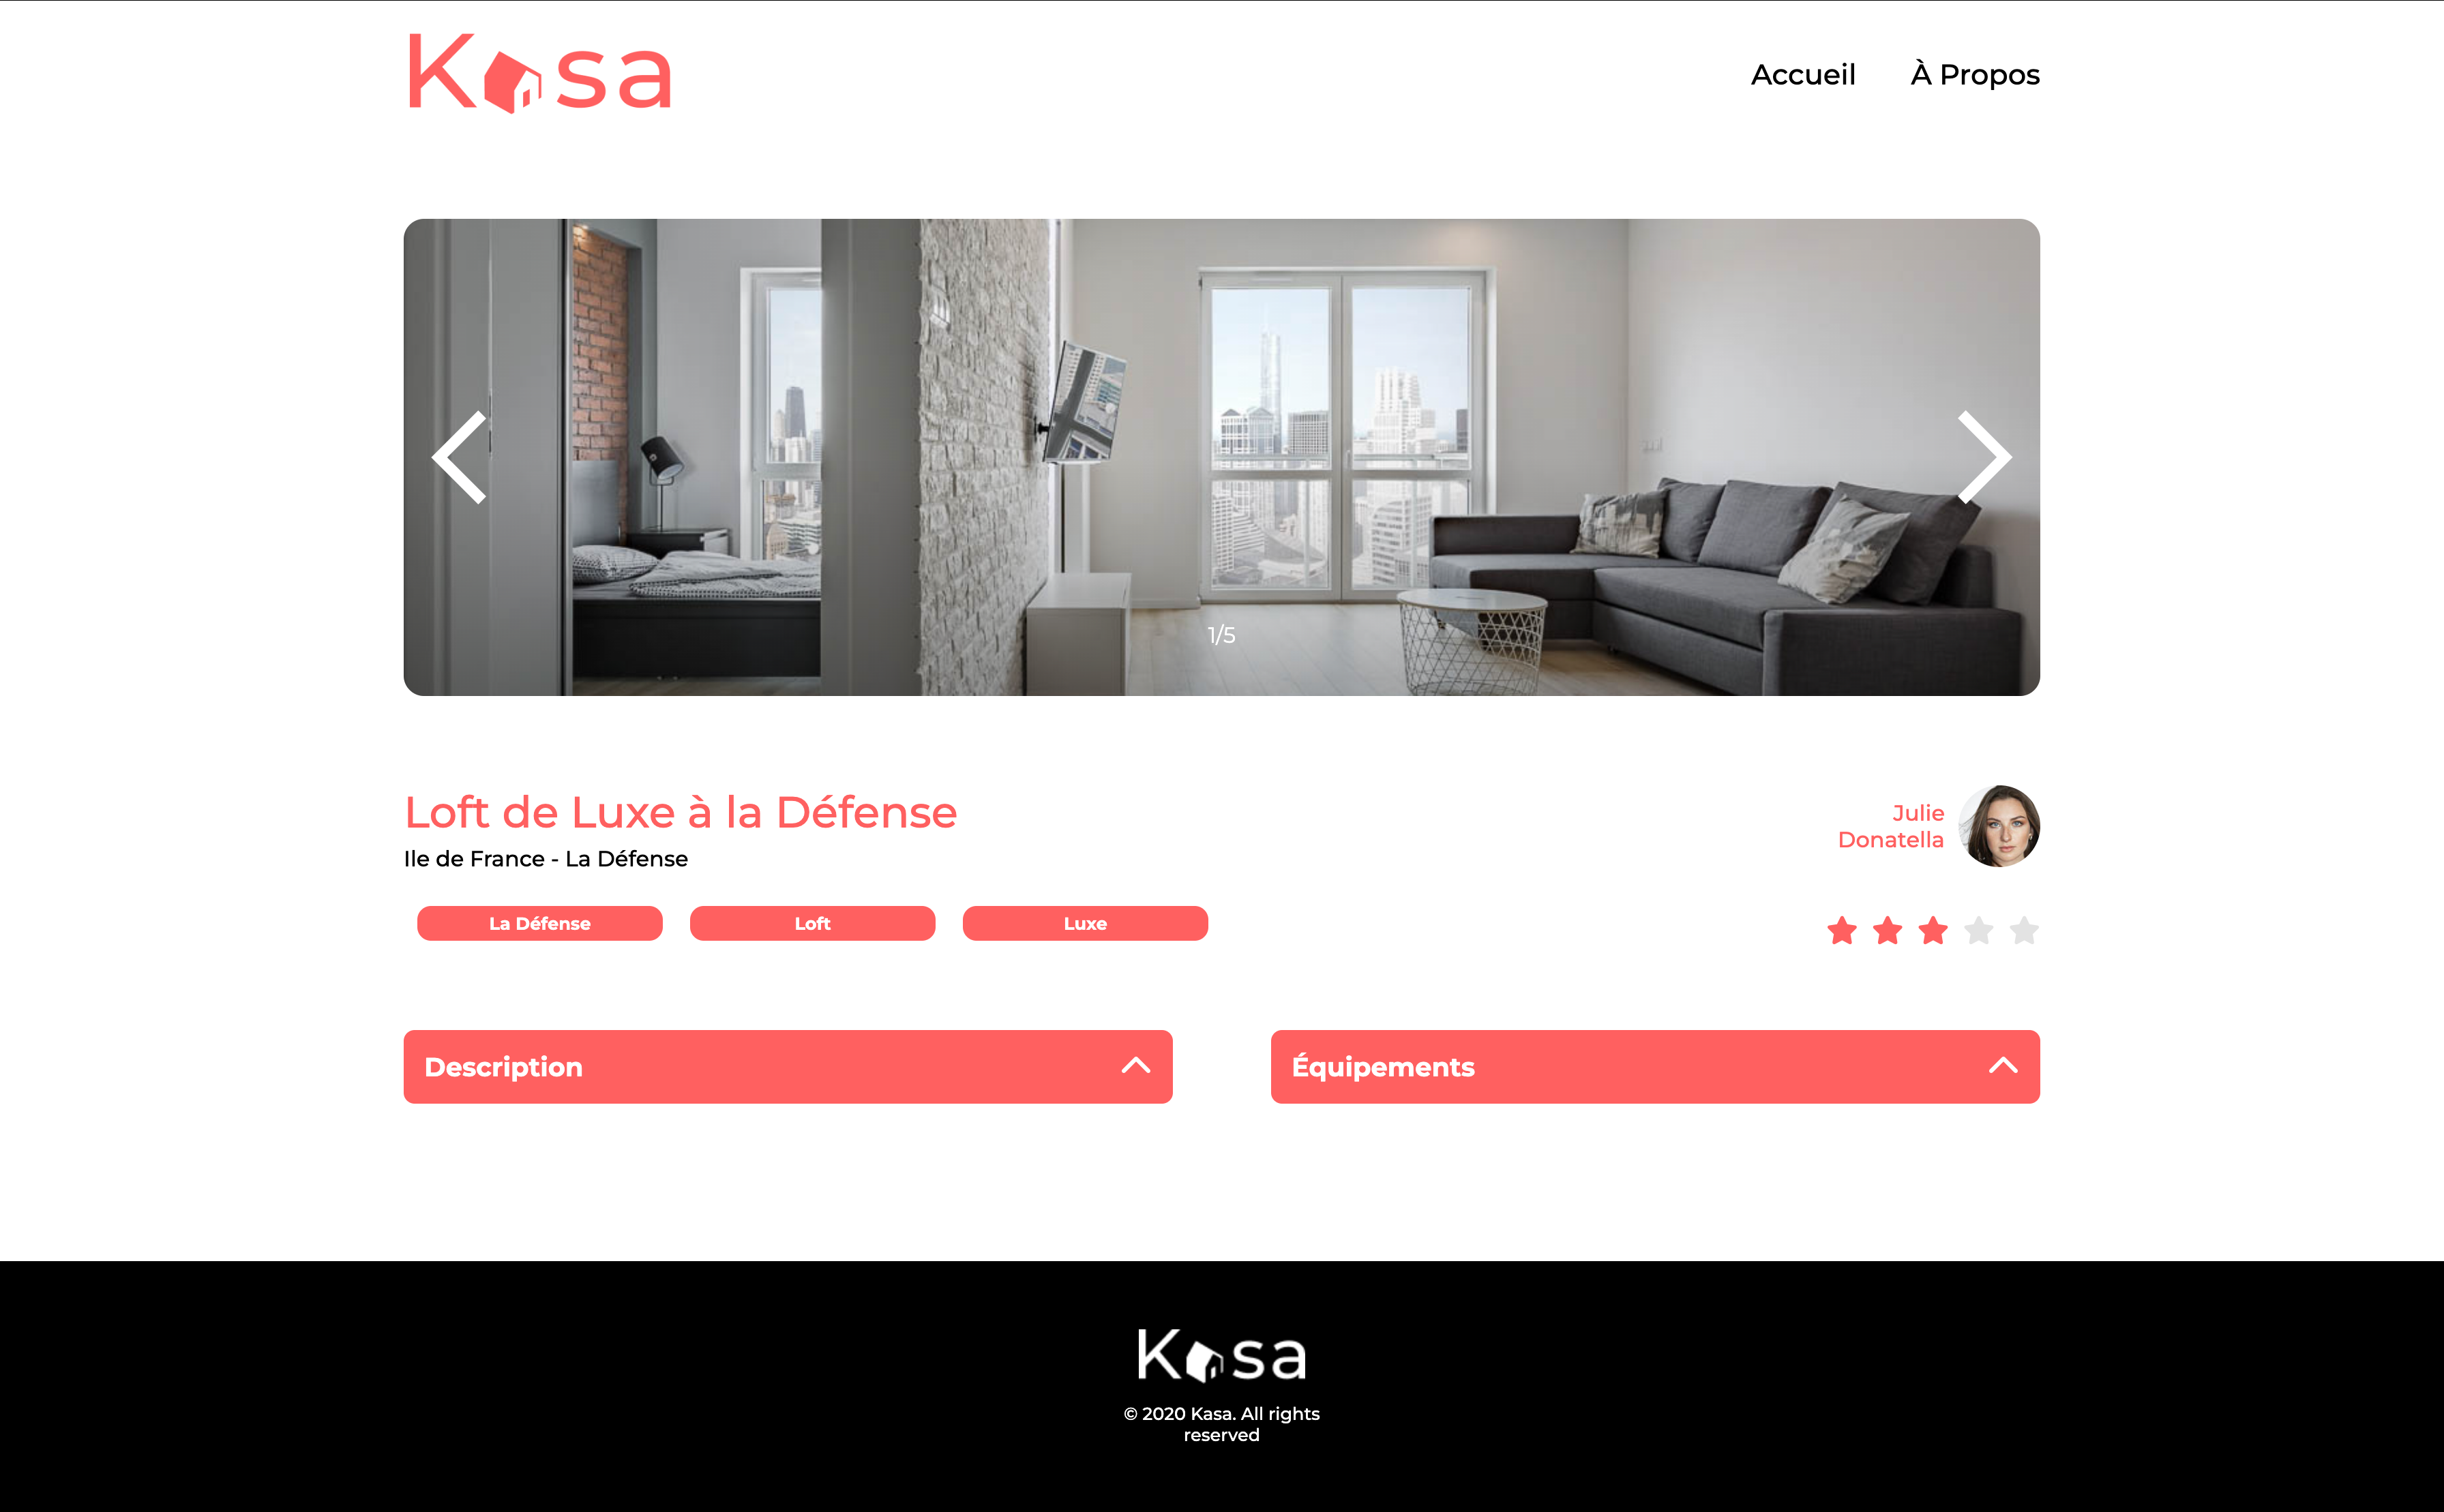 Kasa
Accueil
À Propos
1/5
Loft de Luxe à la Défense
Ile de France - La Défense
Julie
Donatella
La Défense
Loft
Luxe
Description
Équipements
Kasa
© 2020 Kasa. All rights
reserved